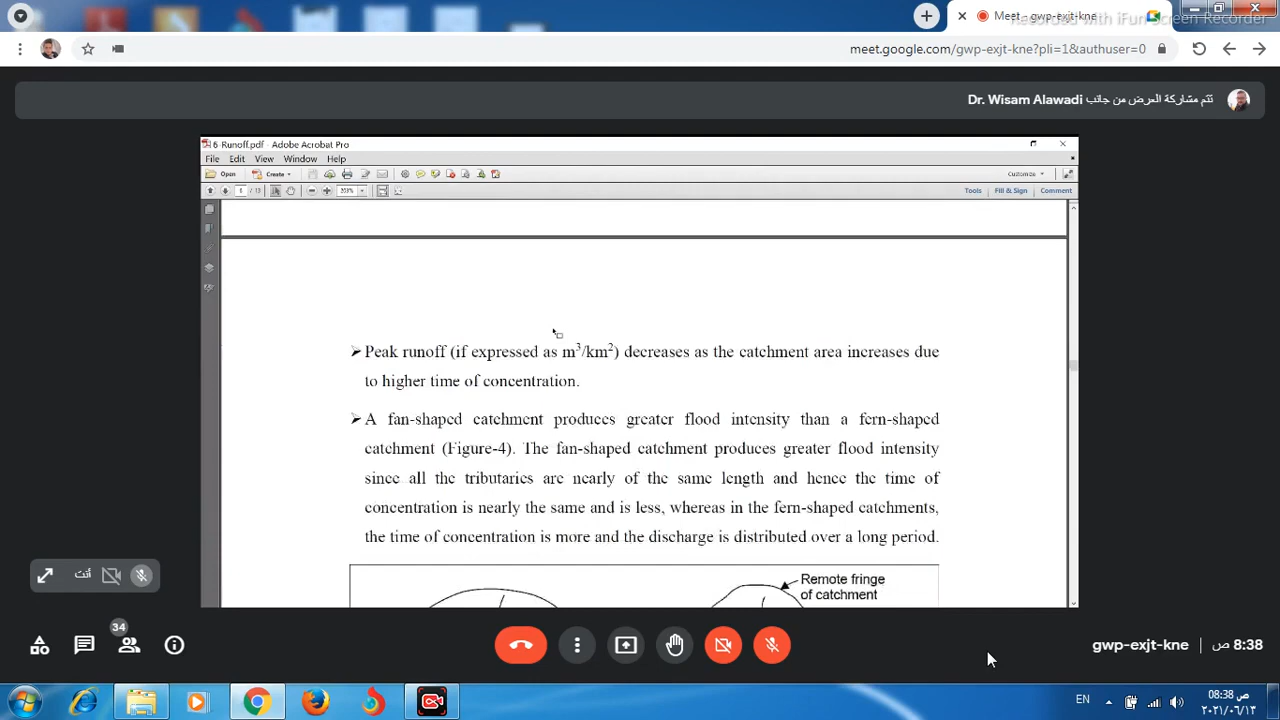 Meet - gwp-exjt-kne
Recorded with iFun Screen Recorder
meet.google.com/gwp-exjt-kne?pli=1&authuser=0
تتم مشاركة العرض من جانب Dr. Wisam Alawadi
6-Runoff.pdf - Adobe Acrobat Pro
File Edit View Window Help
Open Create Customize
/ 13 203% Tools Fill & Sign Comment
➢ Peak runoff (if expressed as m³/km²) decreases as the catchment area increases due
to higher time of concentration.
➢ A fan-shaped catchment produces greater flood intensity than a fern-shaped
catchment (Figure-4). The fan-shaped catchment produces greater flood intensity
since all the tributaries are nearly of the same length and hence the time of
concentration is nearly the same and is less, whereas in the fern-shaped catchments,
the time of concentration is more and the discharge is distributed over a long period.
Remote fringe
of catchment
أنت
34
gwp-exjt-kne
8:38 ص
EN
08:38 ص
٢٠٢١/٠٦/١٣